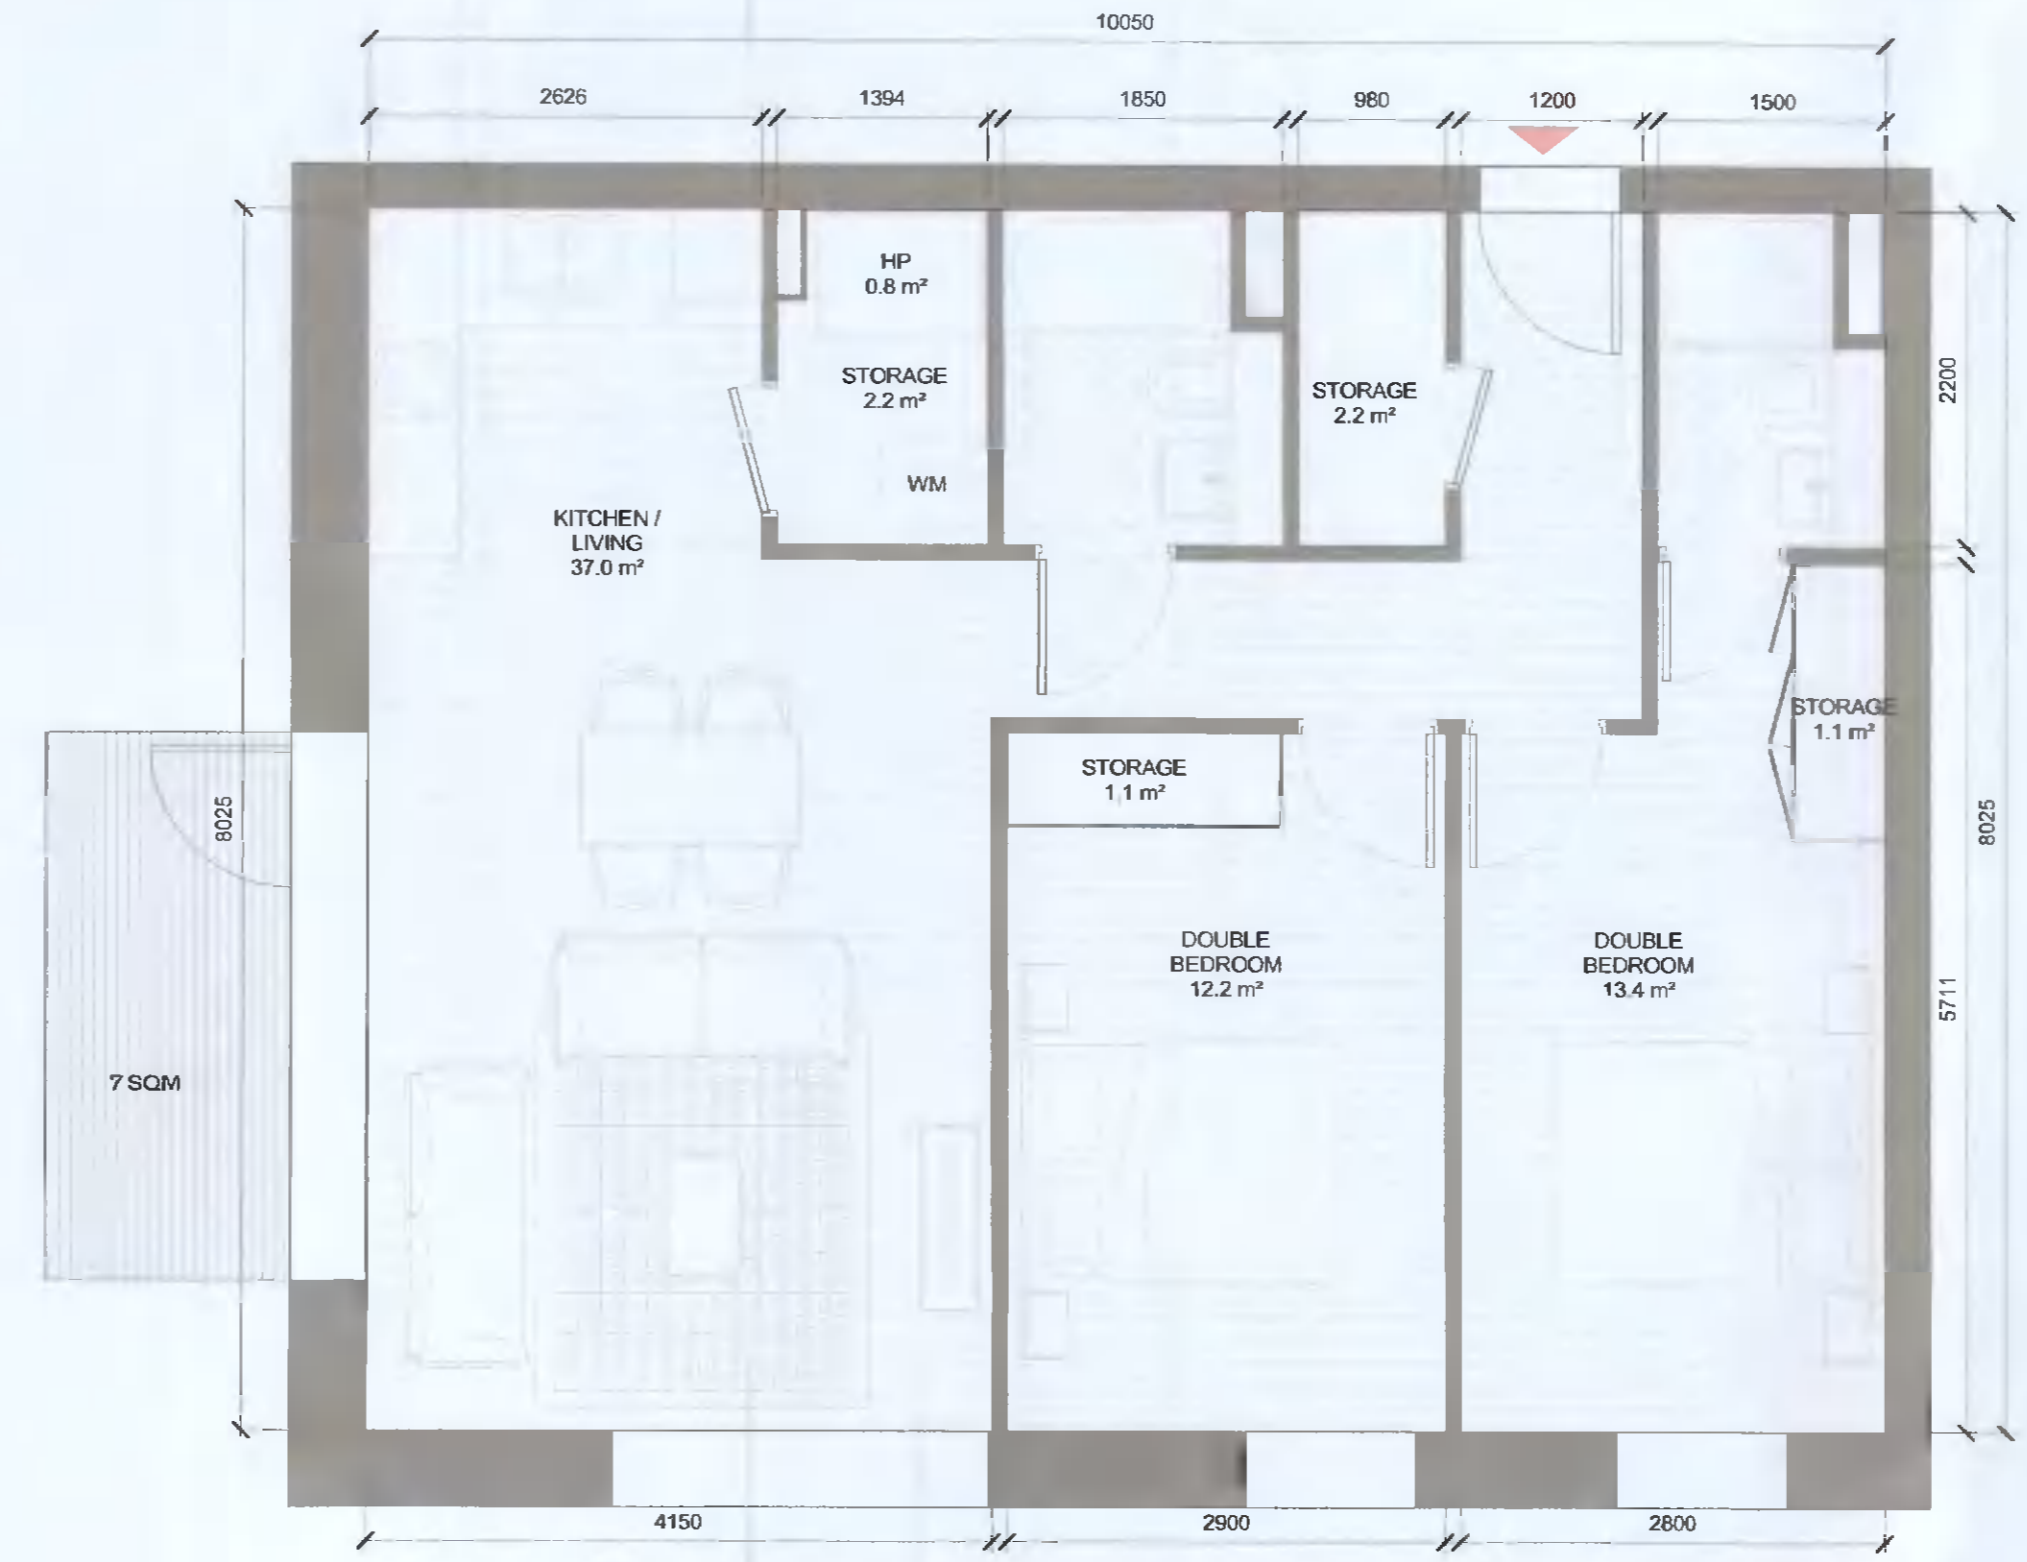 10050
2626
1394
1850
980
1200
1500
HP
0.8 m²
STORAGE
2.2 m²
WM
STORAGE
2.2 m²
KITCHEN /
LIVING
37.0 m²
2200
STORAGE
1.1 m²
STORAGE
1.1 m²
8025
8025
DOUBLE
BEDROOM
12.2 m²
DOUBLE
BEDROOM
13.4 m²
5711
7 SQM
4150
2900
2800